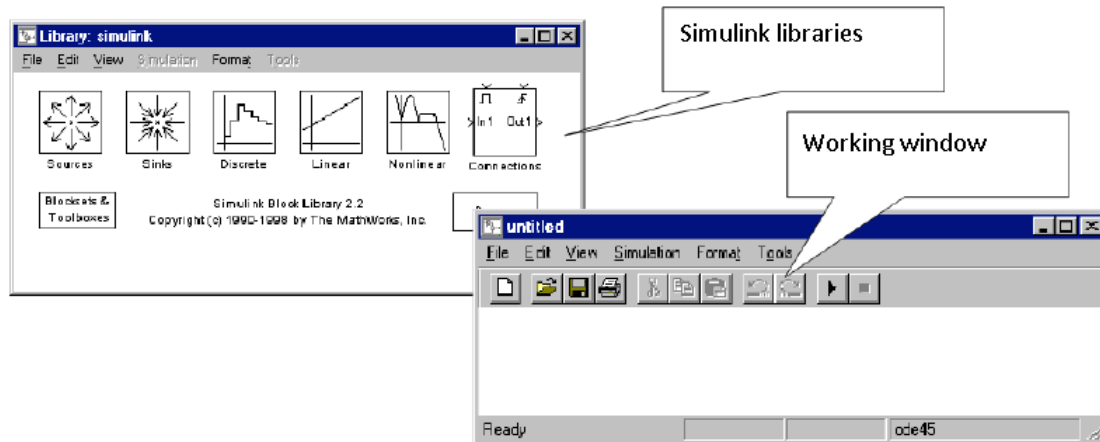 Library: simulink
File Edit View Simulation Format Tools
Simulink libraries
In1 Out1
Sources Sinks Discrete Linear Nonlinear Connections
Working window
Blocksets &
Toolboxes
Simulink Block Library 2.2
Copyright (c) 1990-1998 by The MathWorks, Inc.
untitled
File Edit View Simulation Format Tools
Ready
ode45